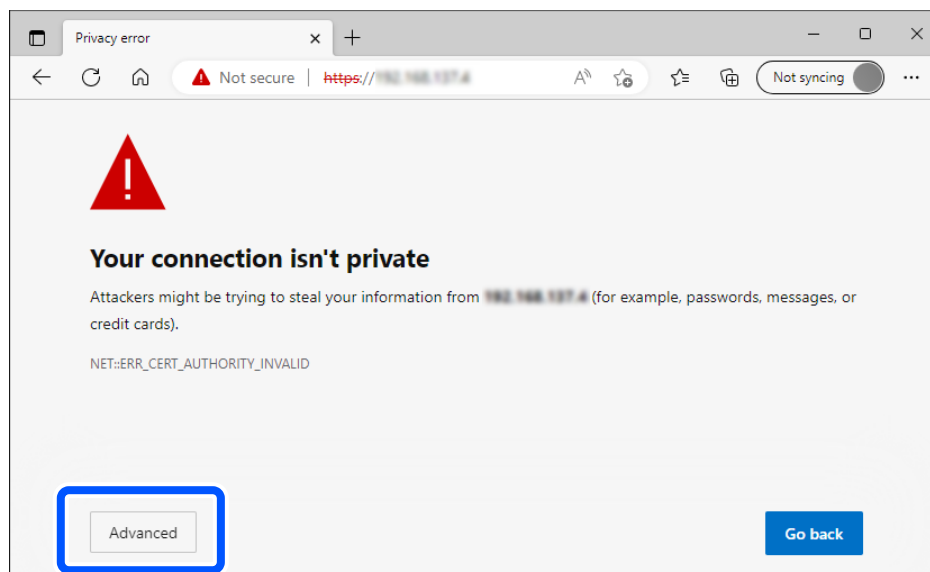 Privacy error
Not secure https://
Not syncing
Your connection isn't private
Attackers might be trying to steal your information from (for example, passwords, messages, or
credit cards).
NET::ERR_CERT_AUTHORITY_INVALID
Advanced
Go back